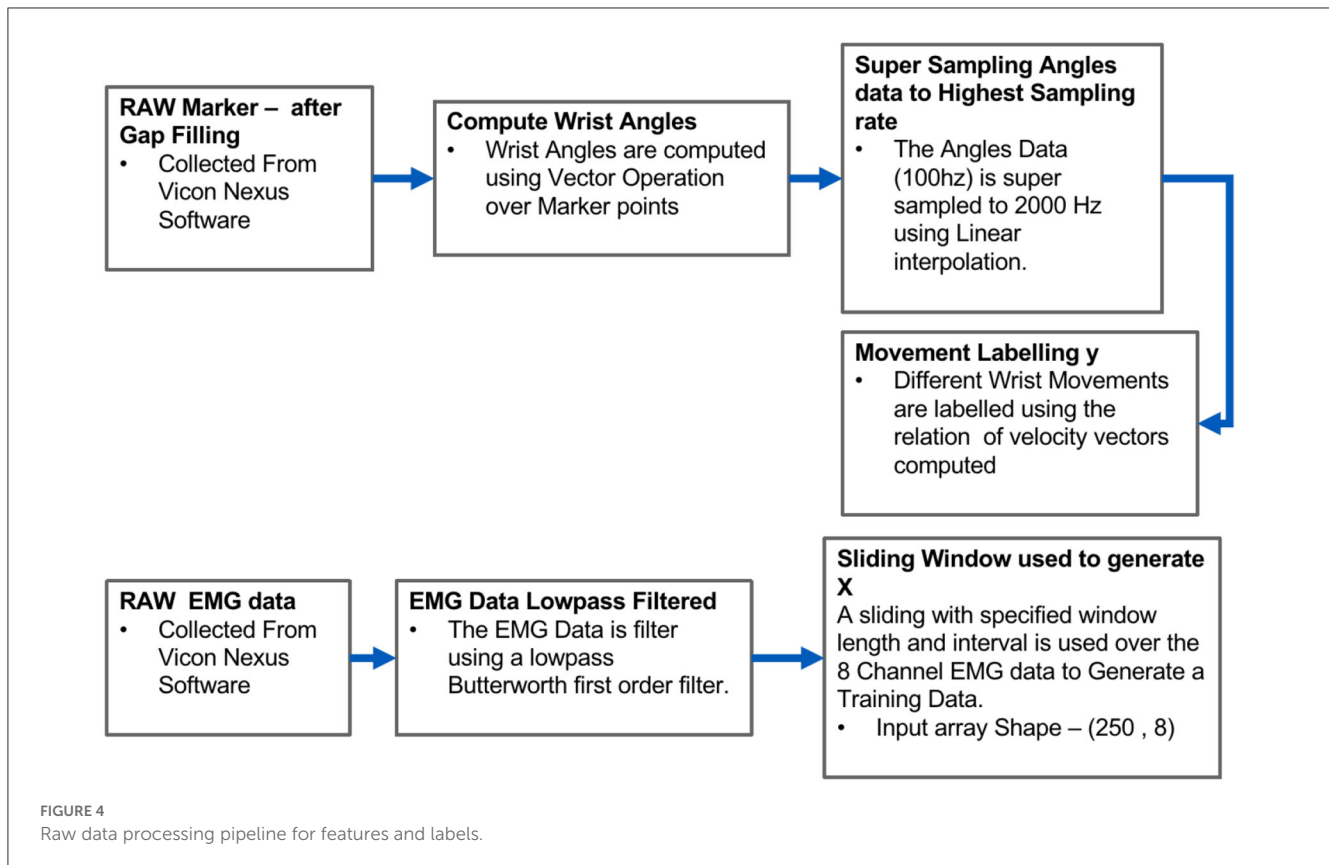 RAW Marker – after
Gap Filling
• Collected From
Vicon Nexus
Software
Compute Wrist Angles
• Wrist Angles are computed
using Vector Operation
over Marker points
Super Sampling Angles
data to Highest Sampling
rate
• The Angles Data
(100hz) is super
sampled to 2000 Hz
using Linear
interpolation.
Movement Labelling y
• Different Wrist Movements
are labelled using the
relation of velocity vectors
computed
RAW EMG data
• Collected From
Vicon Nexus
Software
EMG Data Lowpass Filtered
• The EMG Data is filter
using a lowpass
Butterworth first order filter.
Sliding Window used to generate
X
A sliding with specified window
length and interval is used over the
8 Channel EMG data to Generate a
Training Data.
• Input array Shape – (250 , 8)
FIGURE 4
Raw data processing pipeline for features and labels.